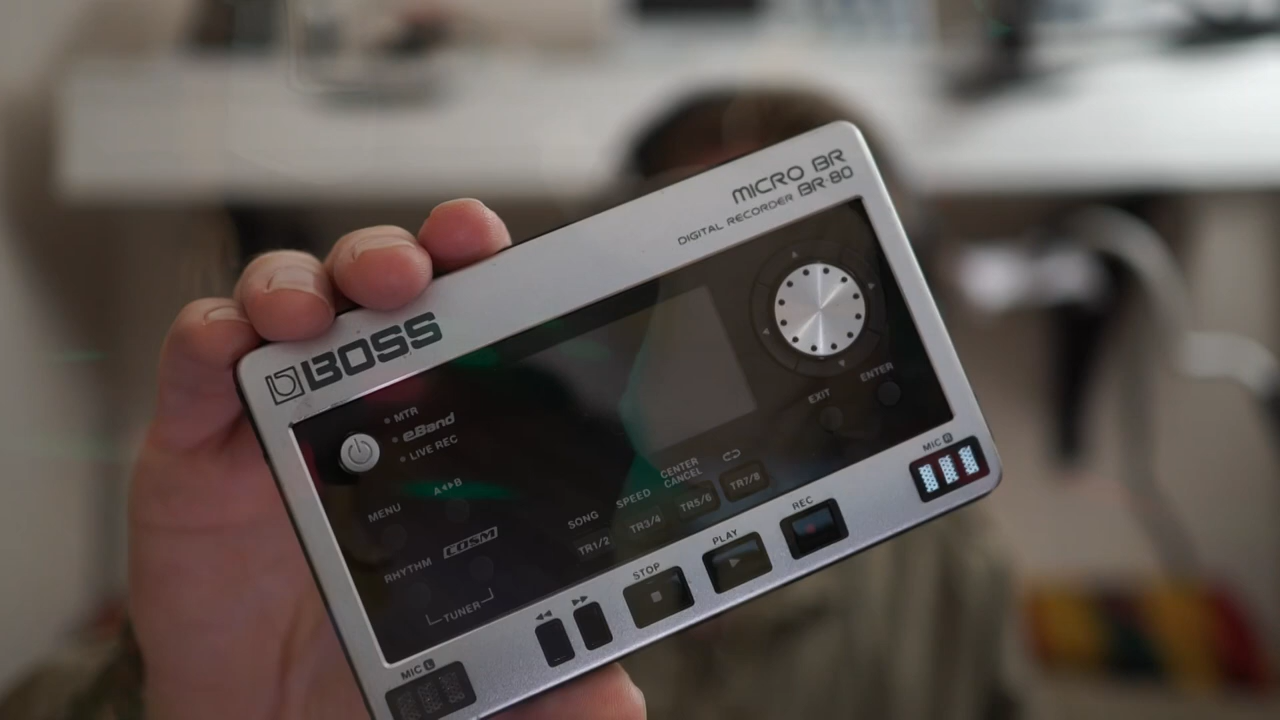 MICRO BR
DIGITAL RECORDER BR-80
BOSS
MTR
eBand
LIVE REC
EXIT
ENTER
MENU
A◂▸B
RHYTHM
COSM
TUNER
SONG
SPEED
CENTER
CANCEL
TR1/2
TR3/4
TR5/6
TR7/8
STOP
PLAY
REC
MIC R
MIC L